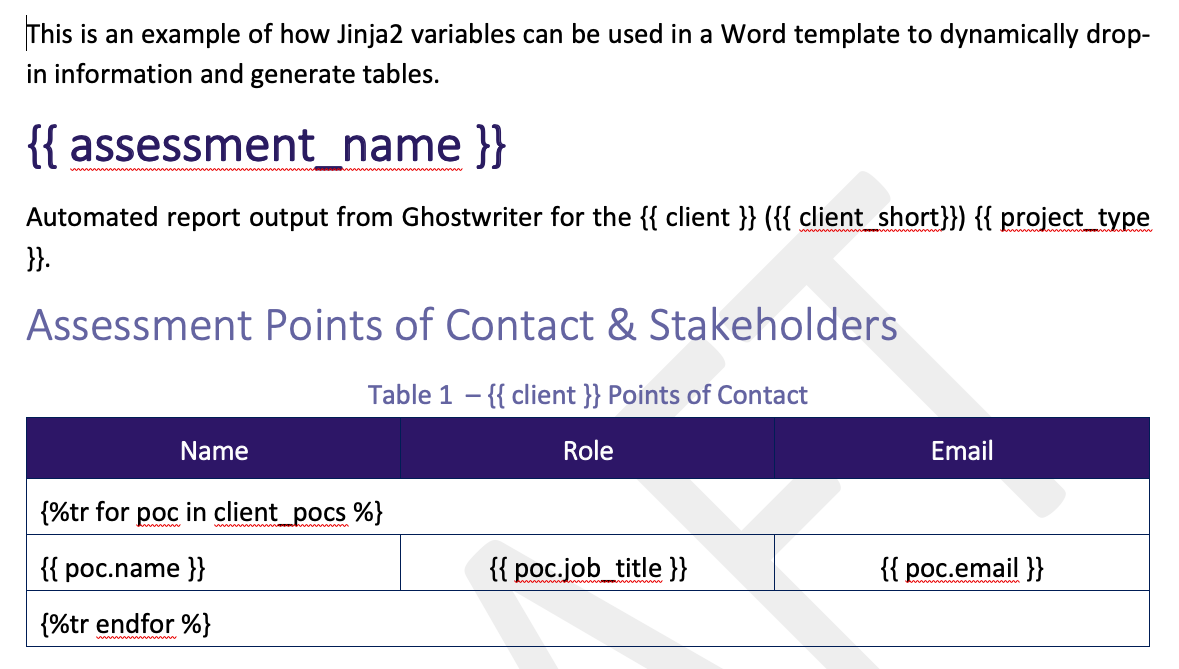 This is an example of how Jinja2 variables can be used in a Word template to dynamically drop-
in information and generate tables.
{{ assessment_name }}
Automated report output from Ghostwriter for the {{ client }} ({{ client_short}}) {{ project_type
}}.
Assessment Points of Contact & Stakeholders
Table 1 – {{ client }} Points of Contact
Name Role Email
{%tr for poc in client_pocs %}
{{ poc.name }} {{ poc.job_title }} {{ poc.email }}
{%tr endfor %}
AFT